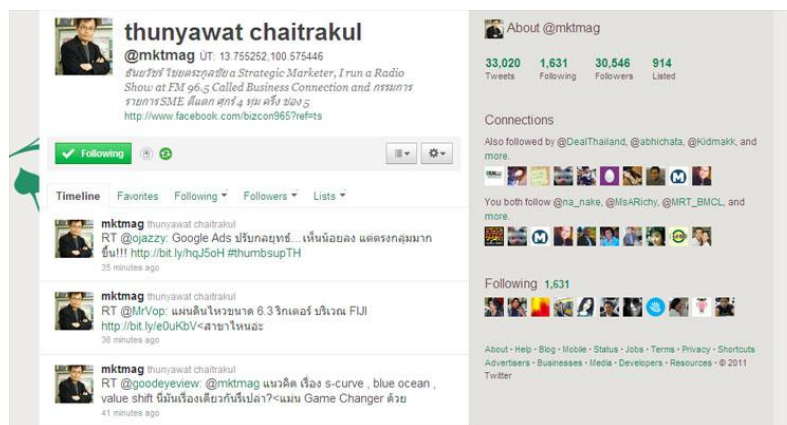 thunyawat chaitrakul
@mktmag ÜT: 13.755252,100.575446
ธันยวัชร์ ไชยตระกูลชัย a Strategic Marketer, I run a Radio
Show at FM 96.5 Called Business Connection and กรรมการ
รายการSME ตีแตก ศุกร์ 4 ทุ่ม ครึ่ง ช่อง 5
http://www.facebook.com/bizcon965?ref=ts
Following
Timeline Favorites Following Followers Lists
mktmag thunyawat chaitrakul
RT @ojazzy: Google Ads ปรับกลยุทธ์...เห็นน้อยลง แต่ตรงกลุ่มมาก
ขึ้น!!! http://bit.ly/hqJ5oH #thumbsupTH
35 minutes ago
mktmag thunyawat chaitrakul
RT @MrVop: แผ่นดินไหวขนาด 6.3 ริกเตอร์ บริเวณ FIJI
http://bit.ly/e0uKbV<สาขาไหนอ่ะ
36 minutes ago
mktmag thunyawat chaitrakul
RT @goodeyeview: @mktmag แนวคิด เรื่อง s-curve , blue ocean ,
value shift นี่มันเรื่องเดียวกันรึเปล่า?<แม่น Game Changer ด้วย
41 minutes ago
About @mktmag
33,020 1,631 30,546 914
Tweets Following Followers Listed
Connections
Also followed by @DealThailand, @abhichata, @Kidmakk, and
more.
You both follow @na_nake, @MsARichy, @MRT_BMCL, and
more.
Following 1,631
About · Help · Blog · Mobile · Status · Jobs · Terms · Privacy · Shortcuts
Advertisers · Businesses · Media · Developers · Resources · © 2011
Twitter